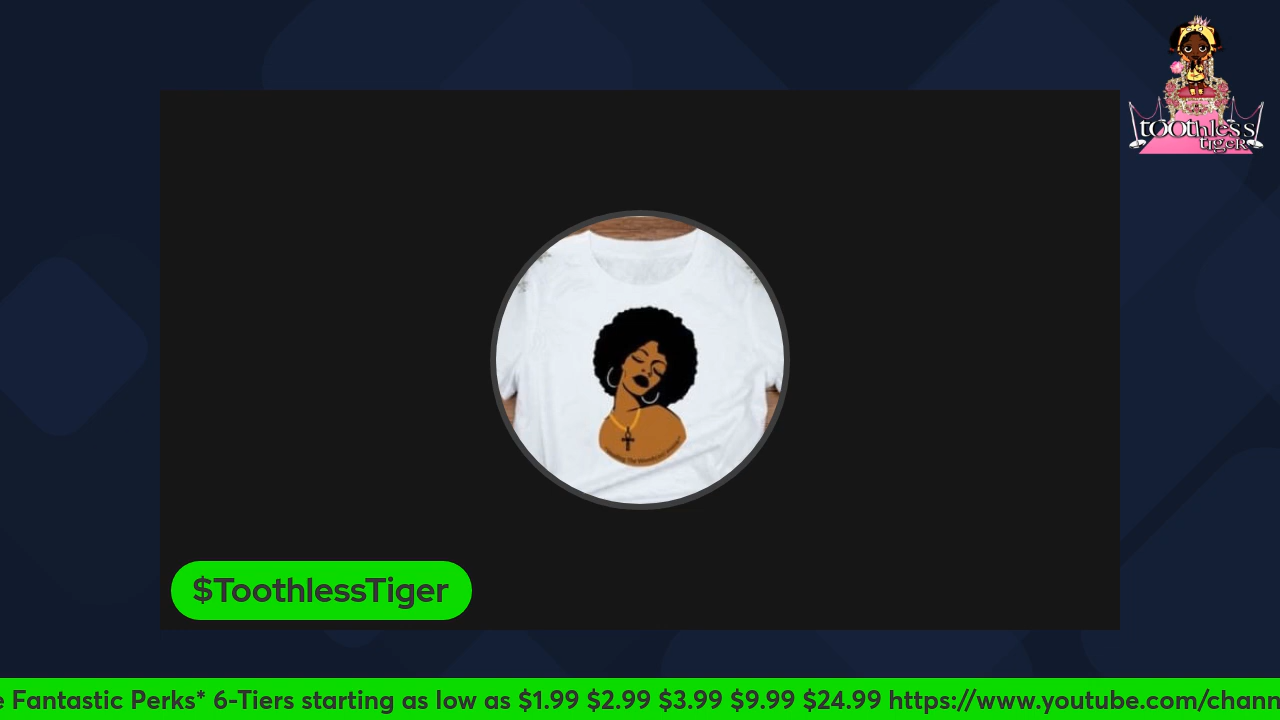 toothless
tiger
$ToothlessTiger
e Fantastic Perks* 6-Tiers starting as low as $1.99 $2.99 $3.99 $9.99 $24.99 https://www.youtube.com/chann